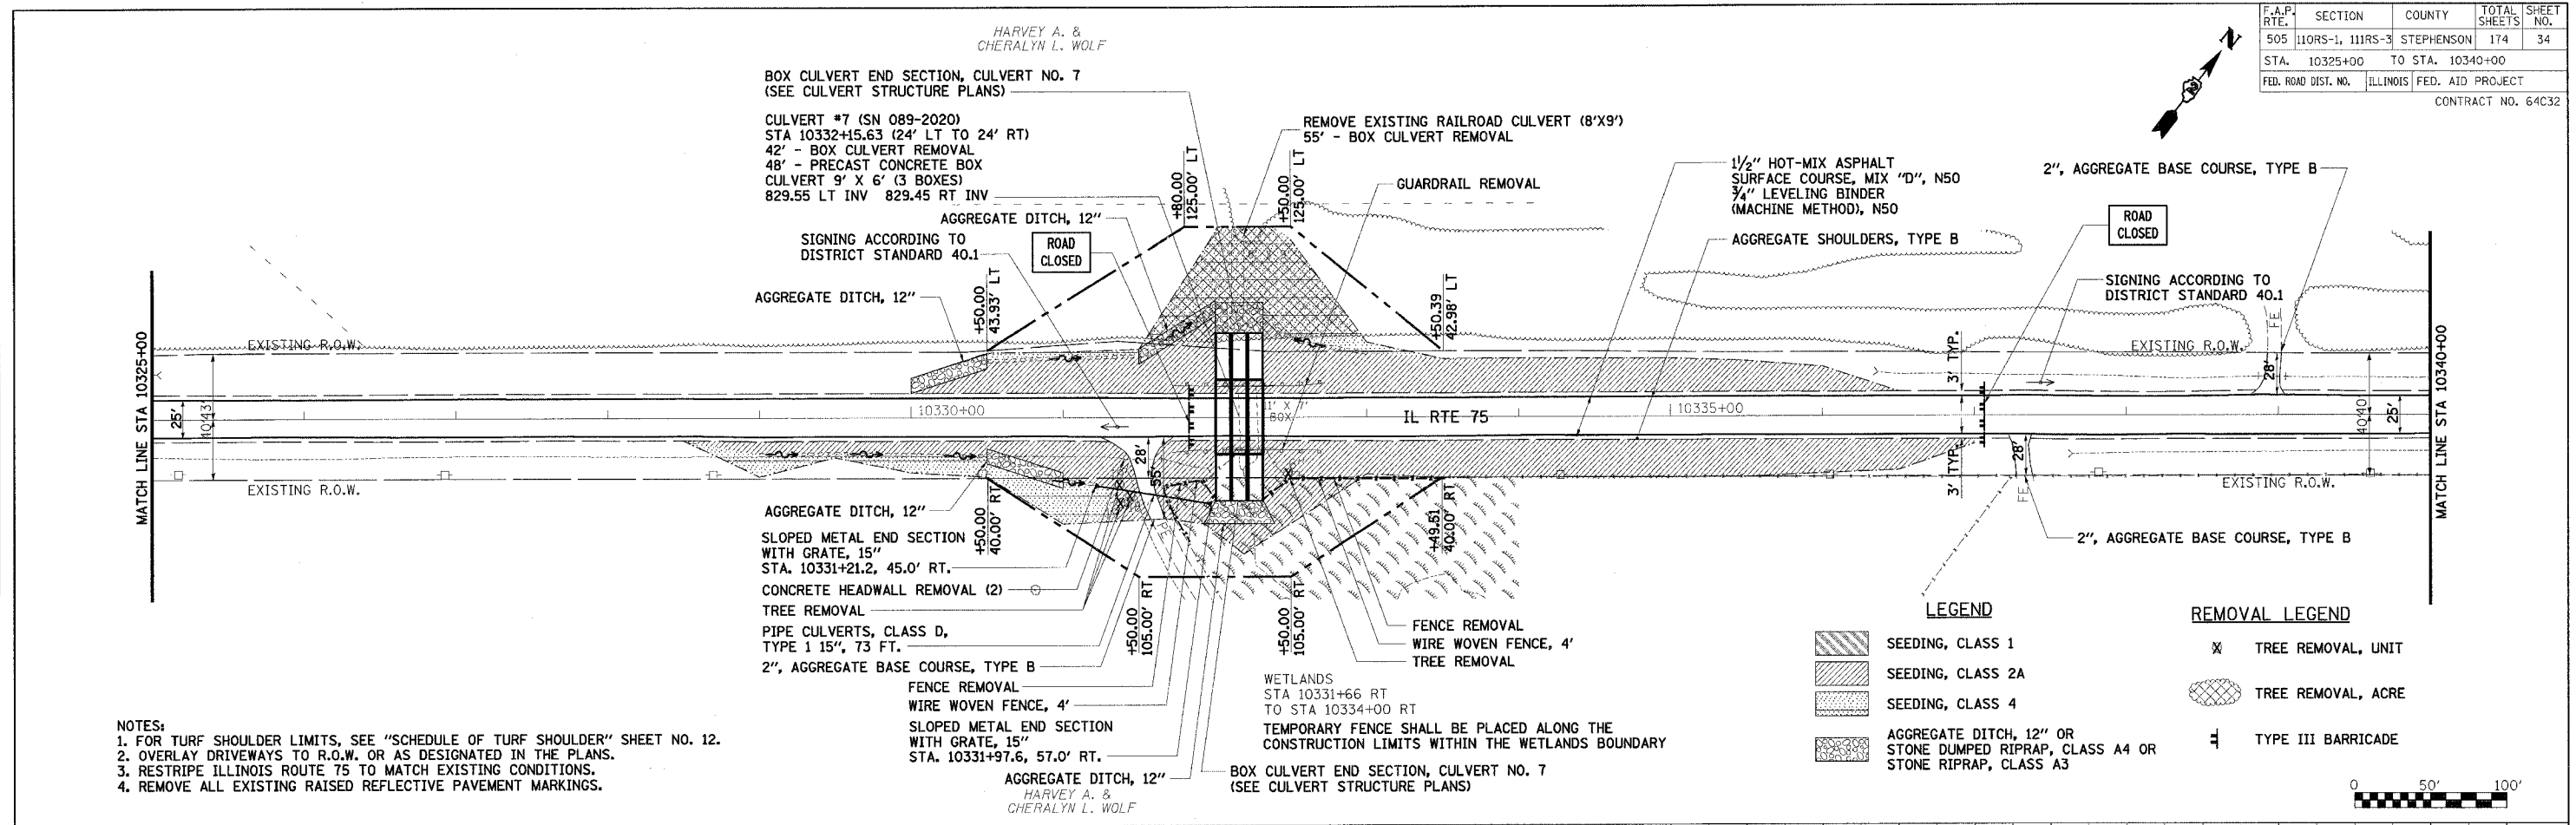 F.A.P. RTE. SECTION COUNTY TOTAL SHEETS SHEET NO.
505 110RS-1, 111RS-3 STEPHENSON 174 34
STA. 10325+00 TO STA. 10340+00
FED. ROAD DIST. NO. ILLINOIS FED. AID PROJECT
CONTRACT NO. 64C32
N
HARVEY A. &
CHERALYN L. WOLF
BOX CULVERT END SECTION, CULVERT NO. 7
(SEE CULVERT STRUCTURE PLANS)
CULVERT #7 (SN 089-2020)
STA 10332+15.63 (24' LT TO 24' RT)
42' - BOX CULVERT REMOVAL
48' - PRECAST CONCRETE BOX
CULVERT 9' X 6' (3 BOXES)
829.55 LT INV 829.45 RT INV
AGGREGATE DITCH, 12"
SIGNING ACCORDING TO
DISTRICT STANDARD 40.1
ROAD
CLOSED
AGGREGATE DITCH, 12"
+50.00
43.93' LT
+80.00
125.00' LT
+50.00
125.00' LT
REMOVE EXISTING RAILROAD CULVERT (8'X9')
55' - BOX CULVERT REMOVAL
GUARDRAIL REMOVAL
+50.39
42.98' LT
1 1/2" HOT-MIX ASPHALT
SURFACE COURSE, MIX "D", N50
3/4" LEVELING BINDER
(MACHINE METHOD), N50
AGGREGATE SHOULDERS, TYPE B
2", AGGREGATE BASE COURSE, TYPE B
ROAD
CLOSED
SIGNING ACCORDING TO
DISTRICT STANDARD 40.1
MATCH LINE STA 10325+00
EXISTING R.O.W.
25'
40'
43'
10330+00
11' X 7'
BOX
IL RTE 75
10335+00
3' TYP.
3' TYP.
FE
28'
EXISTING R.O.W.
40'
40'
25'
MATCH LINE STA 10340+00
EXISTING R.O.W.
28'
55'
FE
28'
FE
EXISTING R.O.W.
2", AGGREGATE BASE COURSE, TYPE B
AGGREGATE DITCH, 12"
+50.00
40.00' RT
+49.51
40.00' RT
SLOPED METAL END SECTION
WITH GRATE, 15"
STA. 10331+21.2, 45.0' RT.
CONCRETE HEADWALL REMOVAL (2)
TREE REMOVAL
PIPE CULVERTS, CLASS D,
TYPE 1 15", 73 FT.
2", AGGREGATE BASE COURSE, TYPE B
+50.00
105.00' RT
+50.00
105.00' RT
FENCE REMOVAL
WIRE WOVEN FENCE, 4'
SLOPED METAL END SECTION
WITH GRATE, 15"
STA. 10331+97.6, 57.0' RT.
AGGREGATE DITCH, 12"
HARVEY A. &
CHERALYN L. WOLF
FENCE REMOVAL
WIRE WOVEN FENCE, 4'
TREE REMOVAL
WETLANDS
STA 10331+66 RT
TO STA 10334+00 RT
TEMPORARY FENCE SHALL BE PLACED ALONG THE
CONSTRUCTION LIMITS WITHIN THE WETLANDS BOUNDARY
BOX CULVERT END SECTION, CULVERT NO. 7
(SEE CULVERT STRUCTURE PLANS)
NOTES:
1. FOR TURF SHOULDER LIMITS, SEE "SCHEDULE OF TURF SHOULDER" SHEET NO. 12.
2. OVERLAY DRIVEWAYS TO R.O.W. OR AS DESIGNATED IN THE PLANS.
3. RESTRIPE ILLINOIS ROUTE 75 TO MATCH EXISTING CONDITIONS.
4. REMOVE ALL EXISTING RAISED REFLECTIVE PAVEMENT MARKINGS.
LEGEND
SEEDING, CLASS 1
SEEDING, CLASS 2A
SEEDING, CLASS 4
AGGREGATE DITCH, 12" OR
STONE DUMPED RIPRAP, CLASS A4 OR
STONE RIPRAP, CLASS A3
REMOVAL LEGEND
TREE REMOVAL, UNIT
TREE REMOVAL, ACRE
TYPE III BARRICADE
0 50' 100'